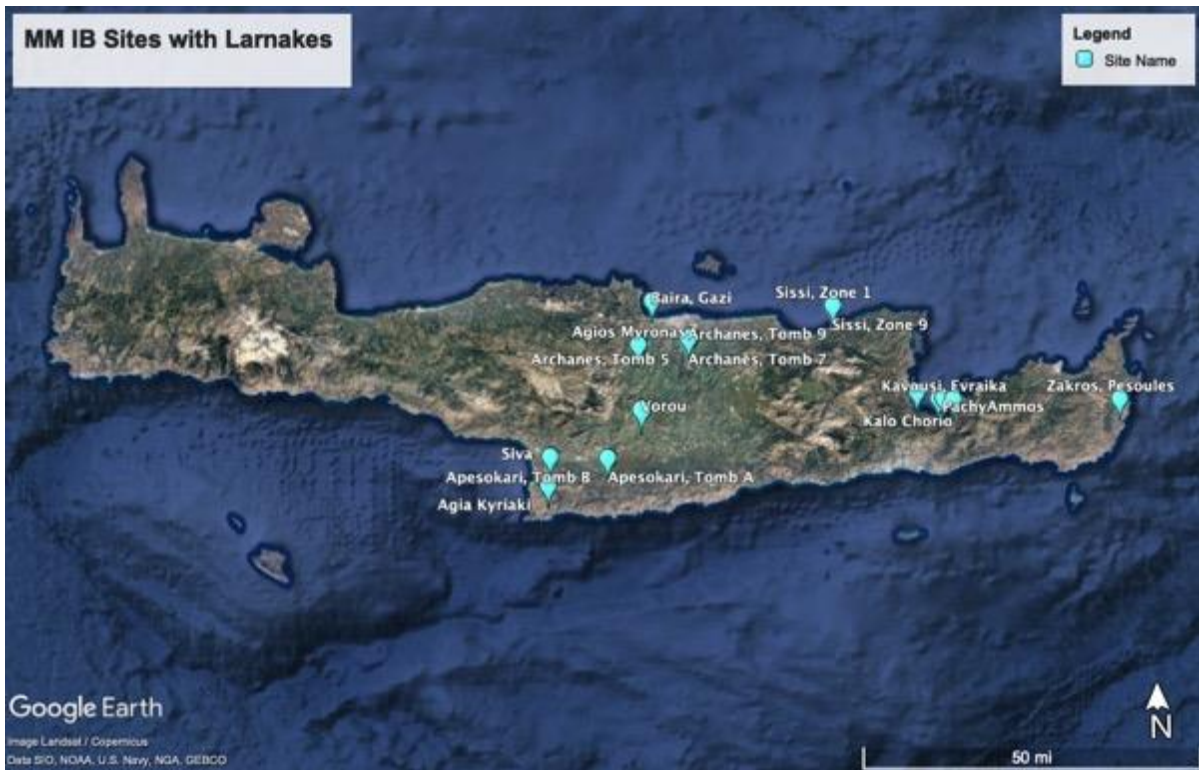 MM IB Sites with Larnakes
Legend
Site Name
Baira, Gazi
Sissi, Zone 1
Sissi, Zone 9
Agios Myronas
Archanes, Tomb 9
Archanes, Tomb 5
Archanes, Tomb 7
Kavousi, Evraika
Zakros, Pesoules
PachyAmmos
Kalo Chorio
Vorou
Siva
Apesokari, Tomb B
Apesokari, Tomb A
Agia Kyriaki
Google Earth
Image Landsat / Copernicus
Data SIO, NOAA, U.S. Navy, NGA, GEBCO
50 mi
N